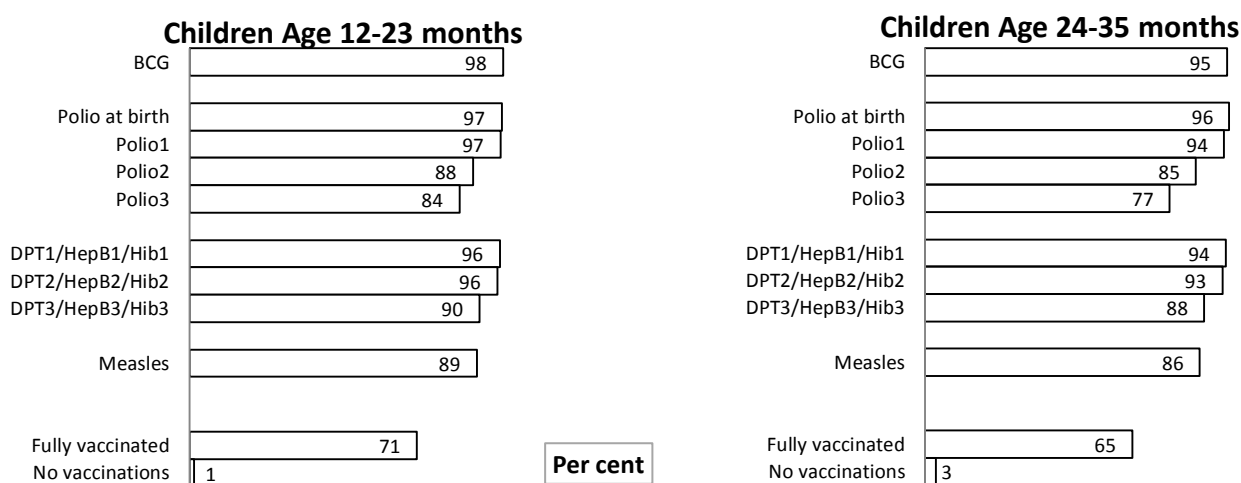 Children Age 12-23 months
BCG 98
Polio at birth 97
Polio1 97
Polio2 88
Polio3 84
DPT1/HepB1/Hib1 96
DPT2/HepB2/Hib2 96
DPT3/HepB3/Hib3 90
Measles 89
Fully vaccinated 71
No vaccinations 1
Per cent
Children Age 24-35 months
BCG 95
Polio at birth 96
Polio1 94
Polio2 85
Polio3 77
DPT1/HepB1/Hib1 94
DPT2/HepB2/Hib2 93
DPT3/HepB3/Hib3 88
Measles 86
Fully vaccinated 65
No vaccinations 3